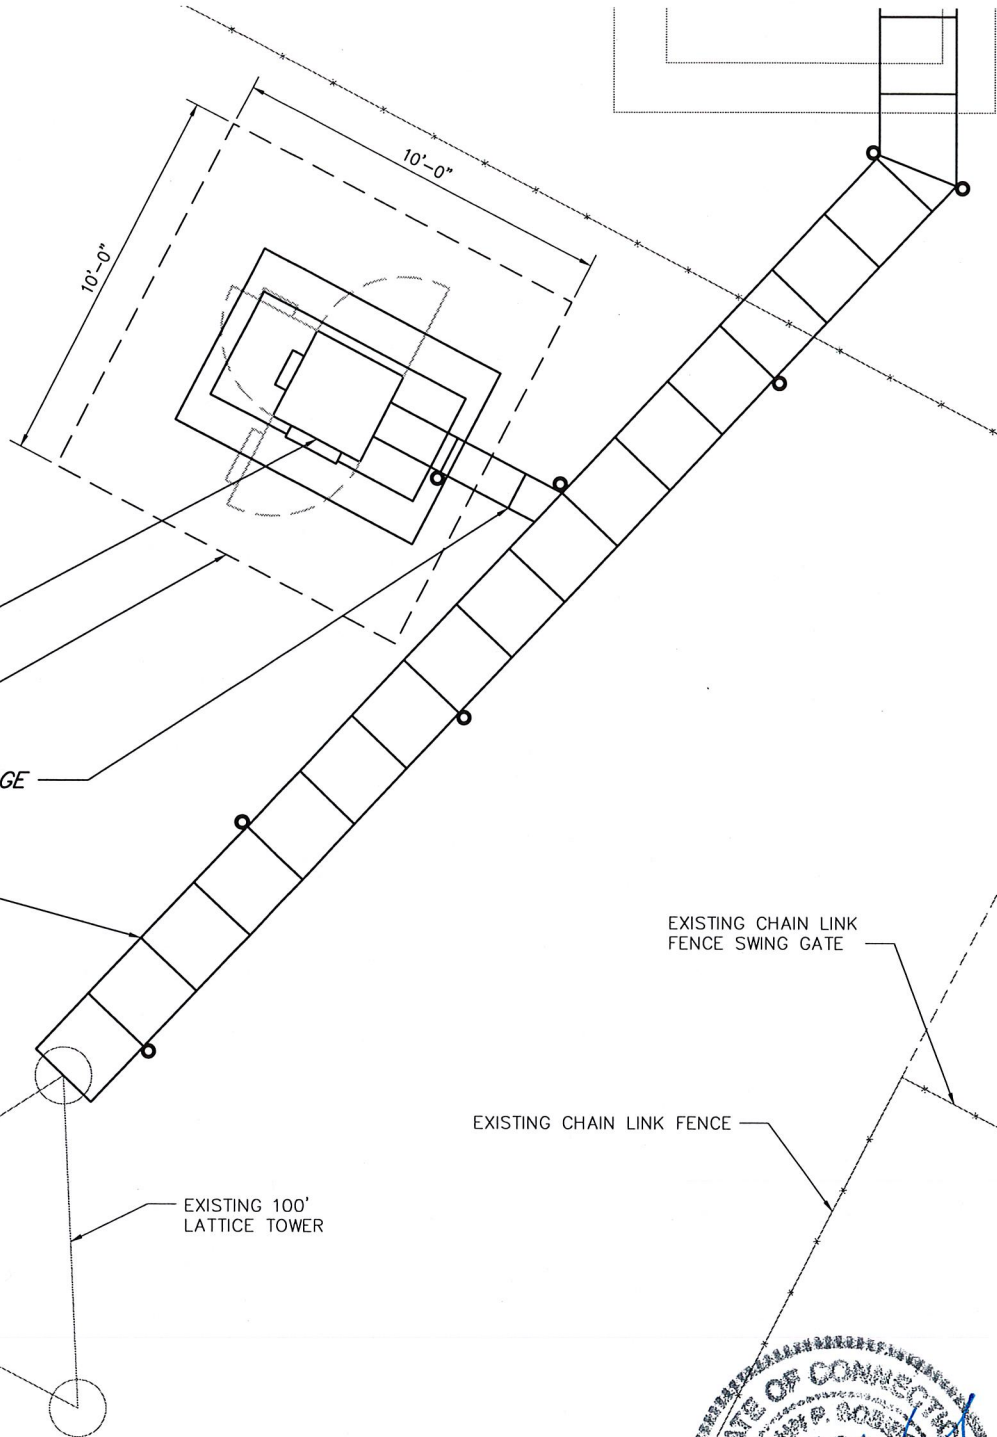 10'-0"
10'-0"
GE
EXISTING CHAIN LINK
FENCE SWING GATE
EXISTING CHAIN LINK FENCE
EXISTING 100'
LATTICE TOWER
OF